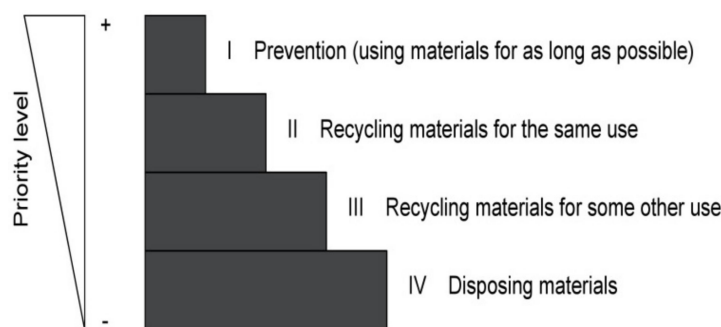 +
I Prevention (using materials for as long as possible)
II Recycling materials for the same use
Priority level
III Recycling materials for some other use
IV Disposing materials
-